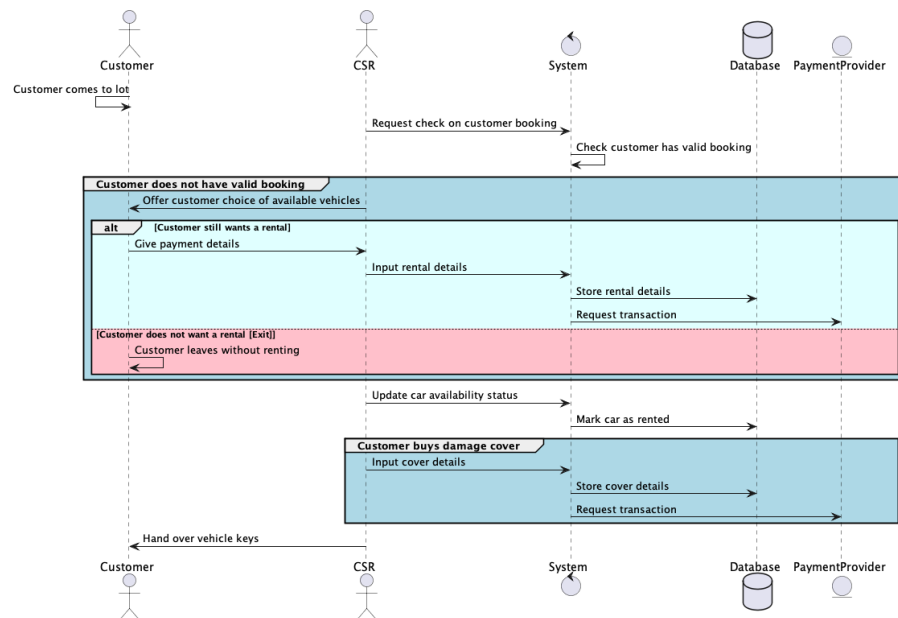 Customer CSR System Database PaymentProvider
Customer comes to lot
Request check on customer booking
Check customer has valid booking
Customer does not have valid booking
Offer customer choice of available vehicles
alt [Customer still wants a rental]
Give payment details
Input rental details
Store rental details
Request transaction
[Customer does not want a rental [Exit]]
Customer leaves without renting
Update car availability status
Mark car as rented
Customer buys damage cover
Input cover details
Store cover details
Request transaction
Hand over vehicle keys
Customer CSR System Database PaymentProvider